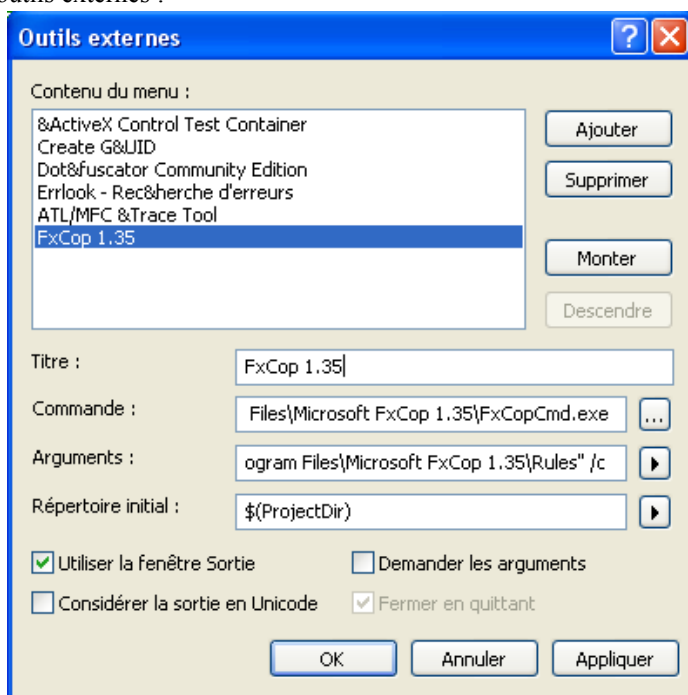 outils externes :
Outils externes
Contenu du menu :
&ActiveX Control Test Container
Create G&UID
Dot&fuscator Community Edition
Errlook - Rec&herche d'erreurs
ATL/MFC &Trace Tool
FxCop 1.35
Ajouter
Supprimer
Monter
Descendre
Titre :
FxCop 1.35
Commande :
Files\Microsoft FxCop 1.35\FxCopCmd.exe
...
Arguments :
ogram Files\Microsoft FxCop 1.35\Rules" /c
Répertoire initial :
$(ProjectDir)
Utiliser la fenêtre Sortie
Demander les arguments
Considérer la sortie en Unicode
Fermer en quittant
OK
Annuler
Appliquer